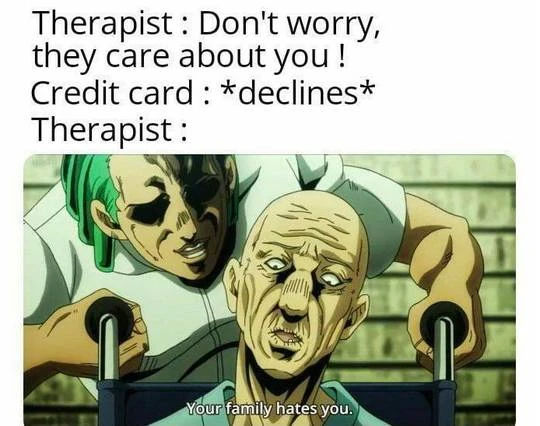 Therapist : Don't worry,
they care about you !
Credit card : *declines*
Therapist :
Your family hates you.